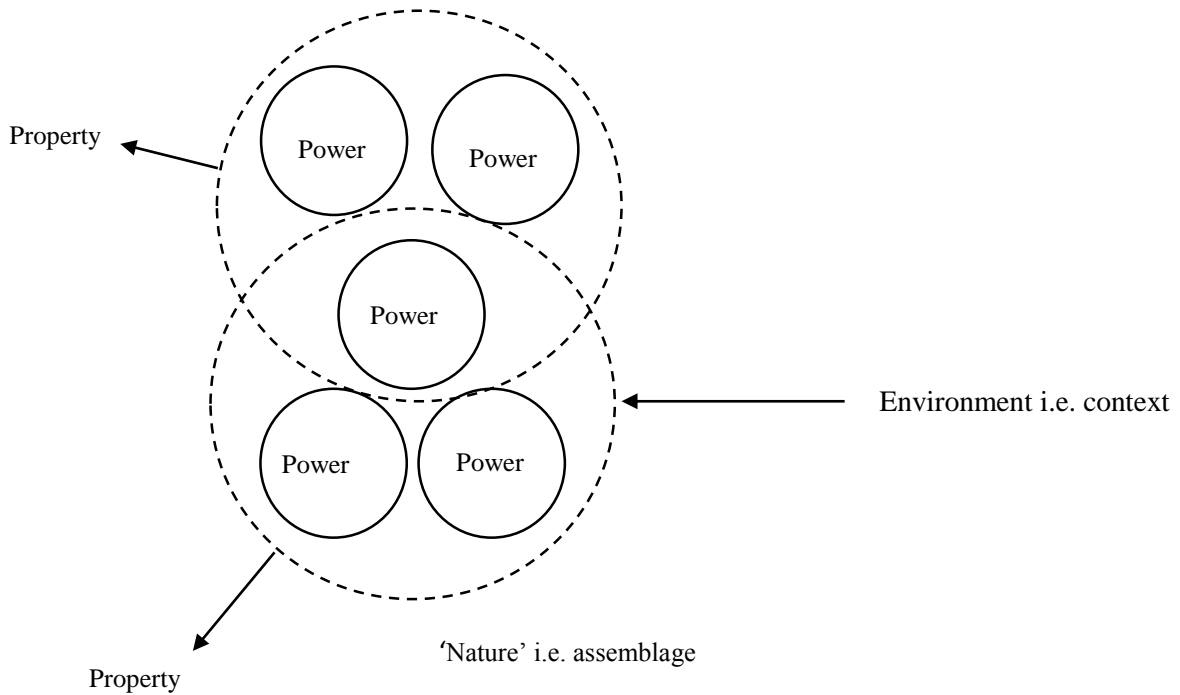 Property
Power
Power
Power
Environment i.e. context
Power
Power
‘Nature’ i.e. assemblage
Property